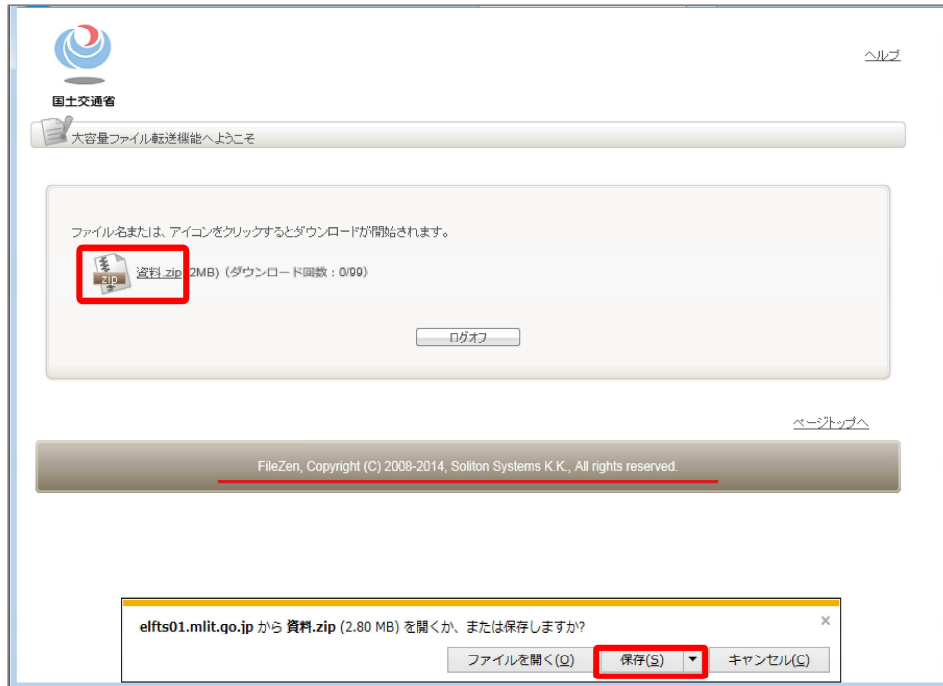 ヘルプ
国土交通省
大容量ファイル転送機能へようこそ
ファイル名または、アイコンをクリックするとダウンロードが開始されます。
ZIP 資料.zip 2MB) (ダウンロード回数：0/99)
ログオフ
ページトップへ
FileZen, Copyright (C) 2008-2014, Soliton Systems K.K., All rights reserved.
elfts01.mlit.go.jp から 資料.zip (2.80 MB) を開くか、または保存しますか?
×
ファイルを開く(O) 保存(S) ▼ キャンセル(C)